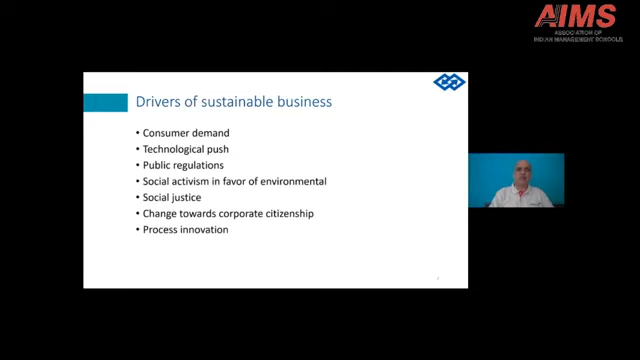 AIMS
ASSOCIATION OF
INDIAN MANAGEMENT SCHOOLS
Drivers of sustainable business
• Consumer demand
• Technological push
• Public regulations
• Social activism in favor of environmental
• Social justice
• Change towards corporate citizenship
• Process innovation